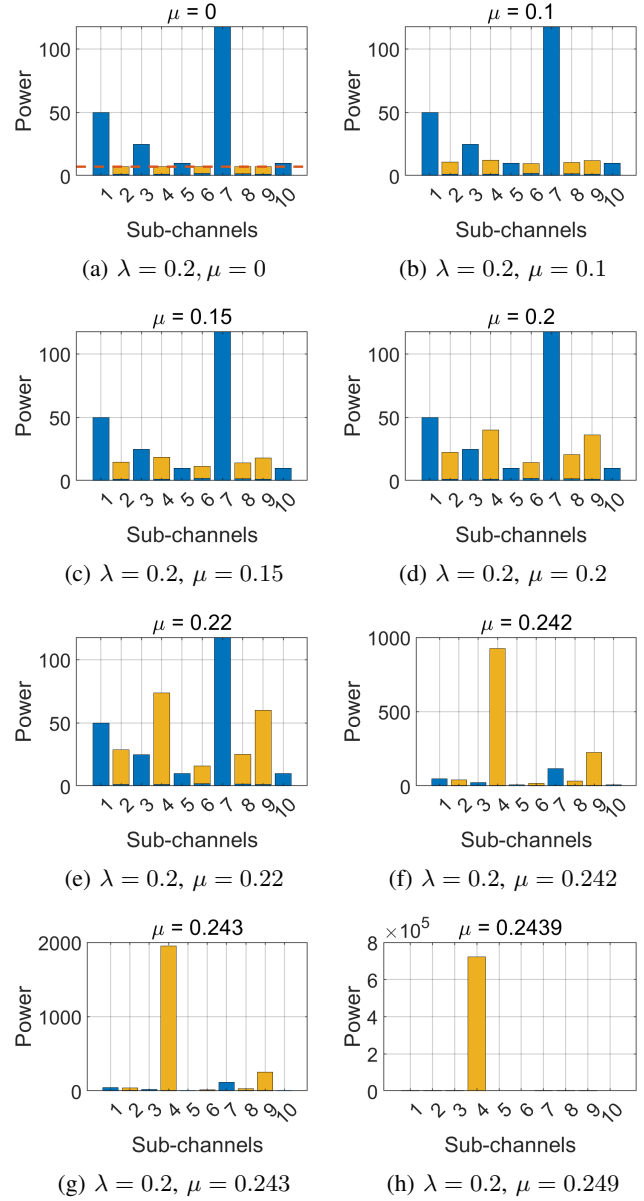 μ = 0
Power
100
50
0
1 2 3 4 5 6 7 8 9 10
Sub-channels
(a) λ = 0.2, μ = 0
μ = 0.1
Power
100
50
0
1 2 3 4 5 6 7 8 9 10
Sub-channels
(b) λ = 0.2, μ = 0.1
μ = 0.15
Power
100
50
0
1 2 3 4 5 6 7 8 9 10
Sub-channels
(c) λ = 0.2, μ = 0.15
μ = 0.2
Power
100
50
0
1 2 3 4 5 6 7 8 9 10
Sub-channels
(d) λ = 0.2, μ = 0.2
μ = 0.22
Power
100
50
0
1 2 3 4 5 6 7 8 9 10
Sub-channels
(e) λ = 0.2, μ = 0.22
μ = 0.242
Power
1000
500
0
1 2 3 4 5 6 7 8 9 10
Sub-channels
(f) λ = 0.2, μ = 0.242
μ = 0.243
Power
2000
1000
0
1 2 3 4 5 6 7 8 9 10
Sub-channels
(g) λ = 0.2, μ = 0.243
×10⁵ μ = 0.2439
Power
8
6
4
2
0
1 2 3 4 5 6 7 8 9 10
Sub-channels
(h) λ = 0.2, μ = 0.249